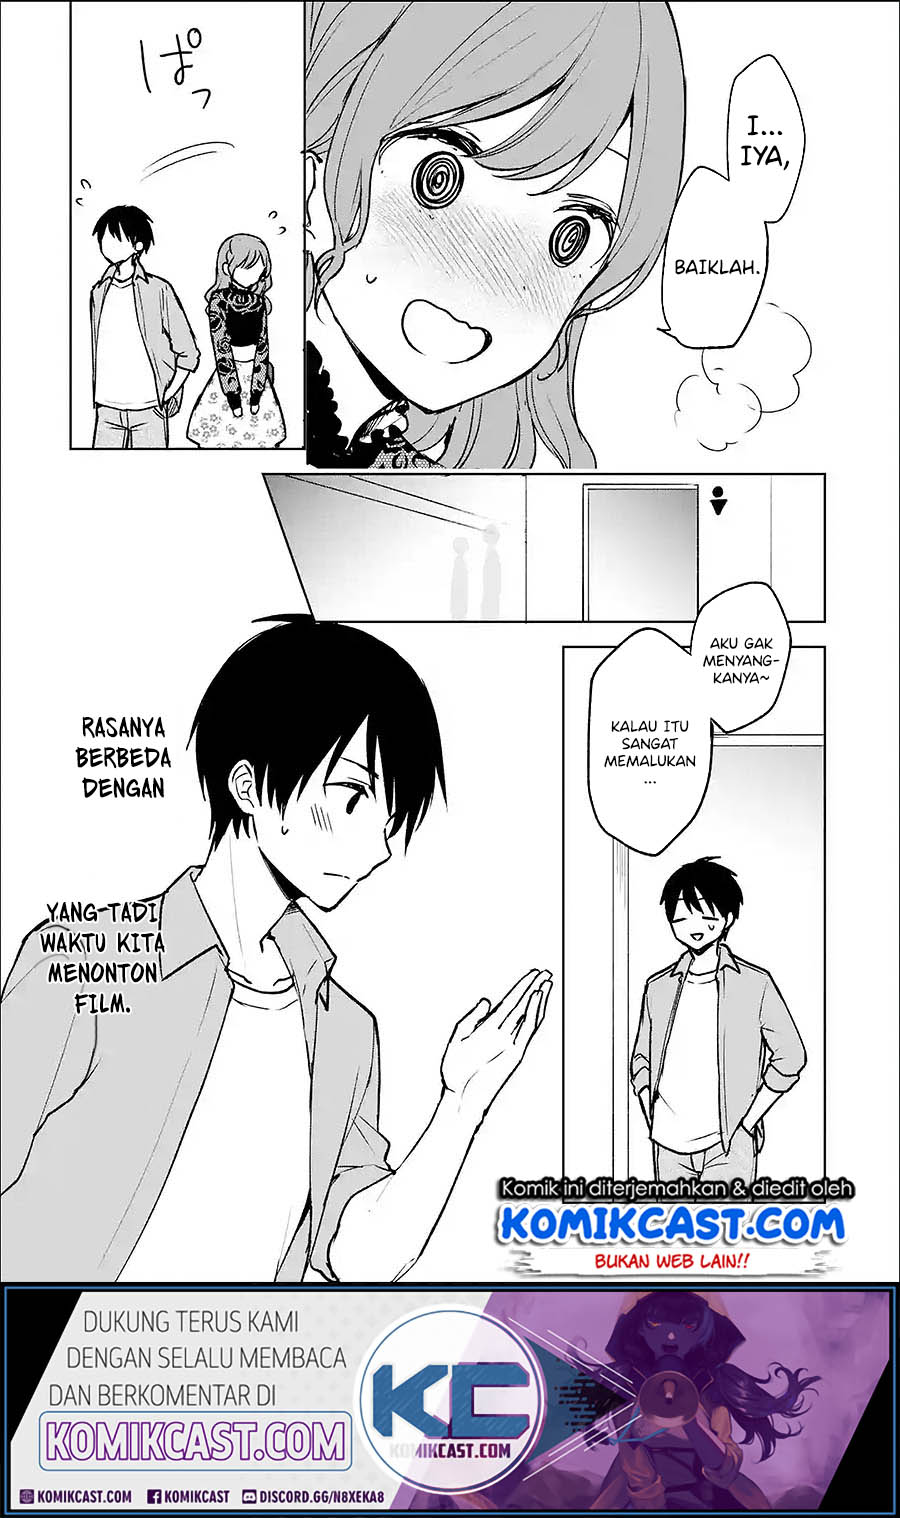 I...
IYA,
BAIKLAH.
ぱっ
AKU GAK
MENYANG-
KANYA~
KALAU ITU
SANGAT
MEMALUKAN
...
RASANYA
BERBEDA
DENGAN
YANG TADI
WAKTU KITA
MENONTON
FILM.
Komik ini diterjemahkan & diedit oleh
KOMIKCAST.COM
BUKAN WEB LAIN!!
DUKUNG TERUS KAMI
DENGAN SELALU MEMBACA
DAN BERKOMENTAR DI
KOMIKCAST.COM
KC
KOMIKCAST.COM
KOMIKCAST.COM KOMIKCAST DISCORD.GG/N8XEKA8